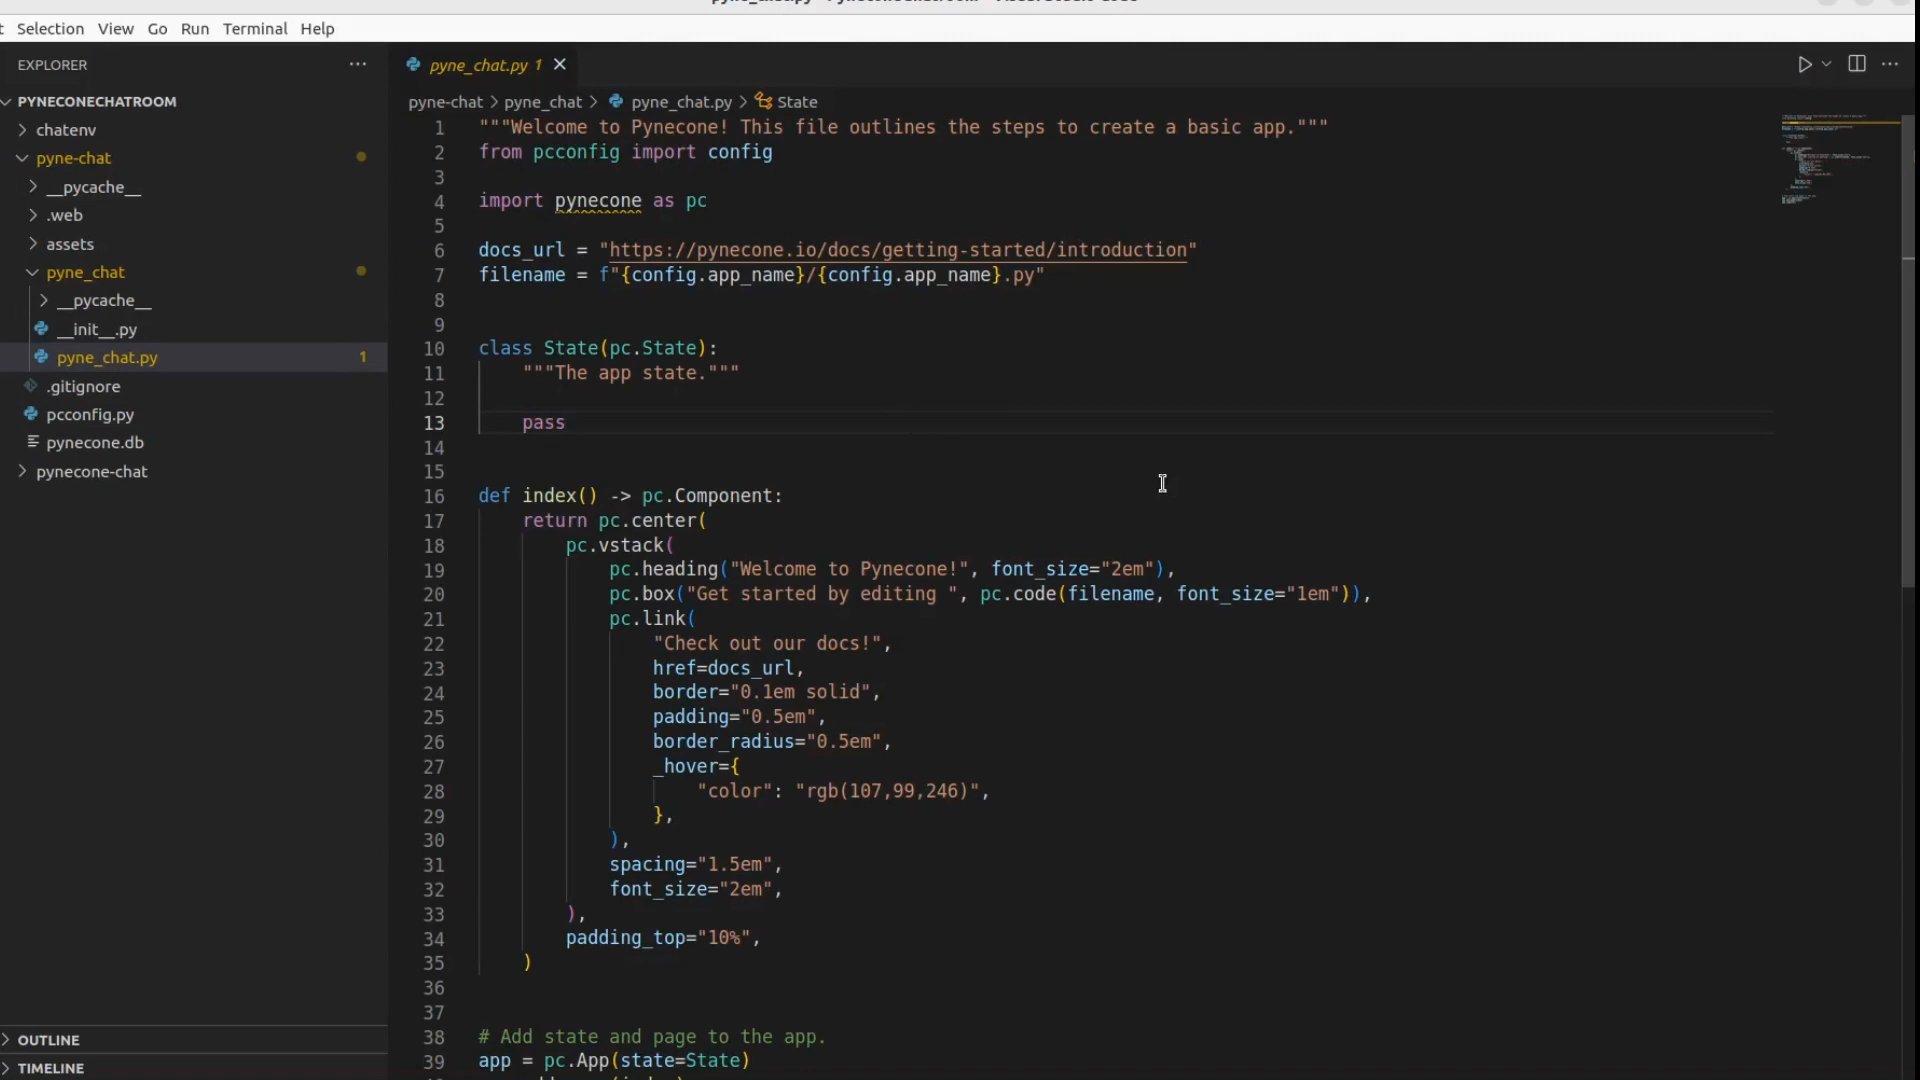 Selection View Go Run Terminal Help
EXPLORER
PYNECONECHATROOM
chatenv
pyne-chat
__pycache__
.web
assets
pyne_chat
__pycache__
__init__.py
pyne_chat.py 1
.gitignore
pcconfig.py
pynecone.db
pynecone-chat
OUTLINE
TIMELINE
pyne_chat.py 1
pyne-chat > pyne_chat > pyne_chat.py > State
1 """Welcome to Pynecone! This file outlines the steps to create a basic app."""
2 from pcconfig import config
3
4 import pynecone as pc
5
6 docs_url = "https://pynecone.io/docs/getting-started/introduction"
7 filename = f"{config.app_name}/{config.app_name}.py"
8
9
10 class State(pc.State):
11     """The app state."""
12
13     pass
14
15
16 def index() -> pc.Component:
17     return pc.center(
18         pc.vstack(
19             pc.heading("Welcome to Pynecone!", font_size="2em"),
20             pc.box("Get started by editing ", pc.code(filename, font_size="1em")),
21             pc.link(
22                 "Check out our docs!",
23                 href=docs_url,
24                 border="0.1em solid",
25                 padding="0.5em",
26                 border_radius="0.5em",
27                 _hover={
28                     "color": "rgb(107,99,246)",
29                 },
30             ),
31             spacing="1.5em",
32             font_size="2em",
33         ),
34         padding_top="10%",
35     )
36
37
38 # Add state and page to the app.
39 app = pc.App(state=State)